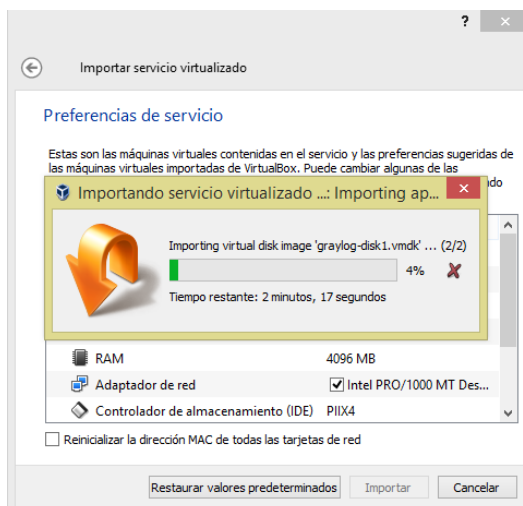 ?
Importar servicio virtualizado
Preferencias de servicio
Estas son las máquinas virtuales contenidas en el servicio y las preferencias sugeridas de
las máquinas virtuales importadas de VirtualBox. Puede cambiar algunas de las
ndo
Importando servicio virtualizado ...: Importing ap...
Importing virtual disk image 'graylog-disk1.vmdk' ... (2/2)
4%
Tiempo restante: 2 minutos, 17 segundos
RAM 4096 MB
Adaptador de red Intel PRO/1000 MT Des...
Controlador de almacenamiento (IDE) PIIX4
Reinicializar la dirección MAC de todas las tarjetas de red
Restaurar valores predeterminados Importar Cancelar